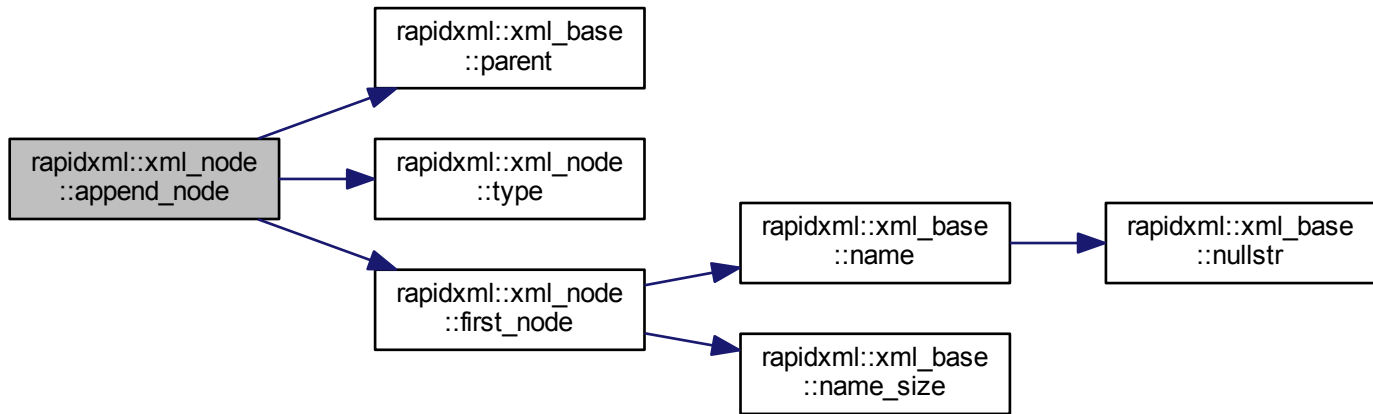 rapidxml::xml_base
::parent
rapidxml::xml_node
::append_node
rapidxml::xml_node
::type
rapidxml::xml_node
::first_node
rapidxml::xml_base
::name
rapidxml::xml_base
::nullstr
rapidxml::xml_base
::name_size